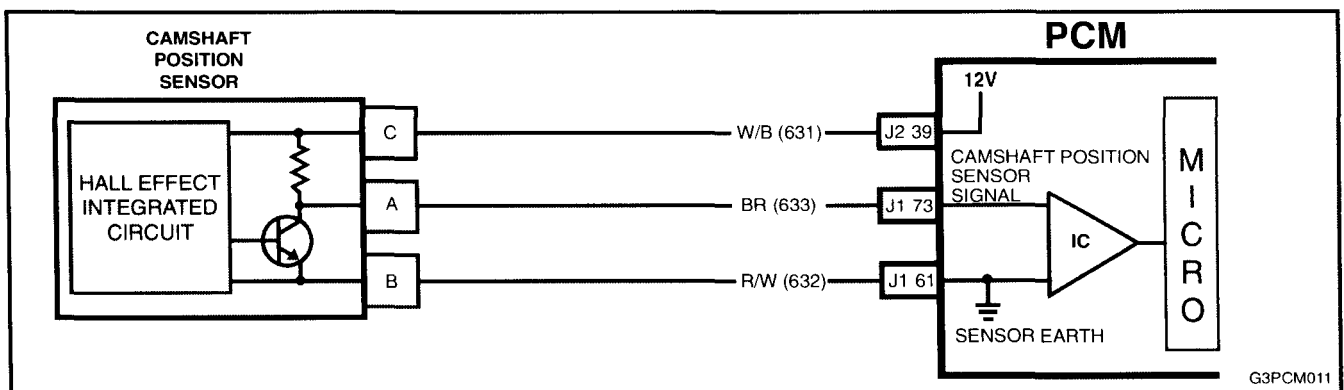 CAMSHAFT
POSITION
SENSOR
PCM
12V
HALL EFFECT
INTEGRATED
CIRCUIT
C
W/B (631)
J2 39
CAMSHAFT POSITION
SENSOR
SIGNAL
A
BR (633)
J1 73
IC
B
R/W (632)
J1 61
SENSOR EARTH
MICRO
G3PCM011